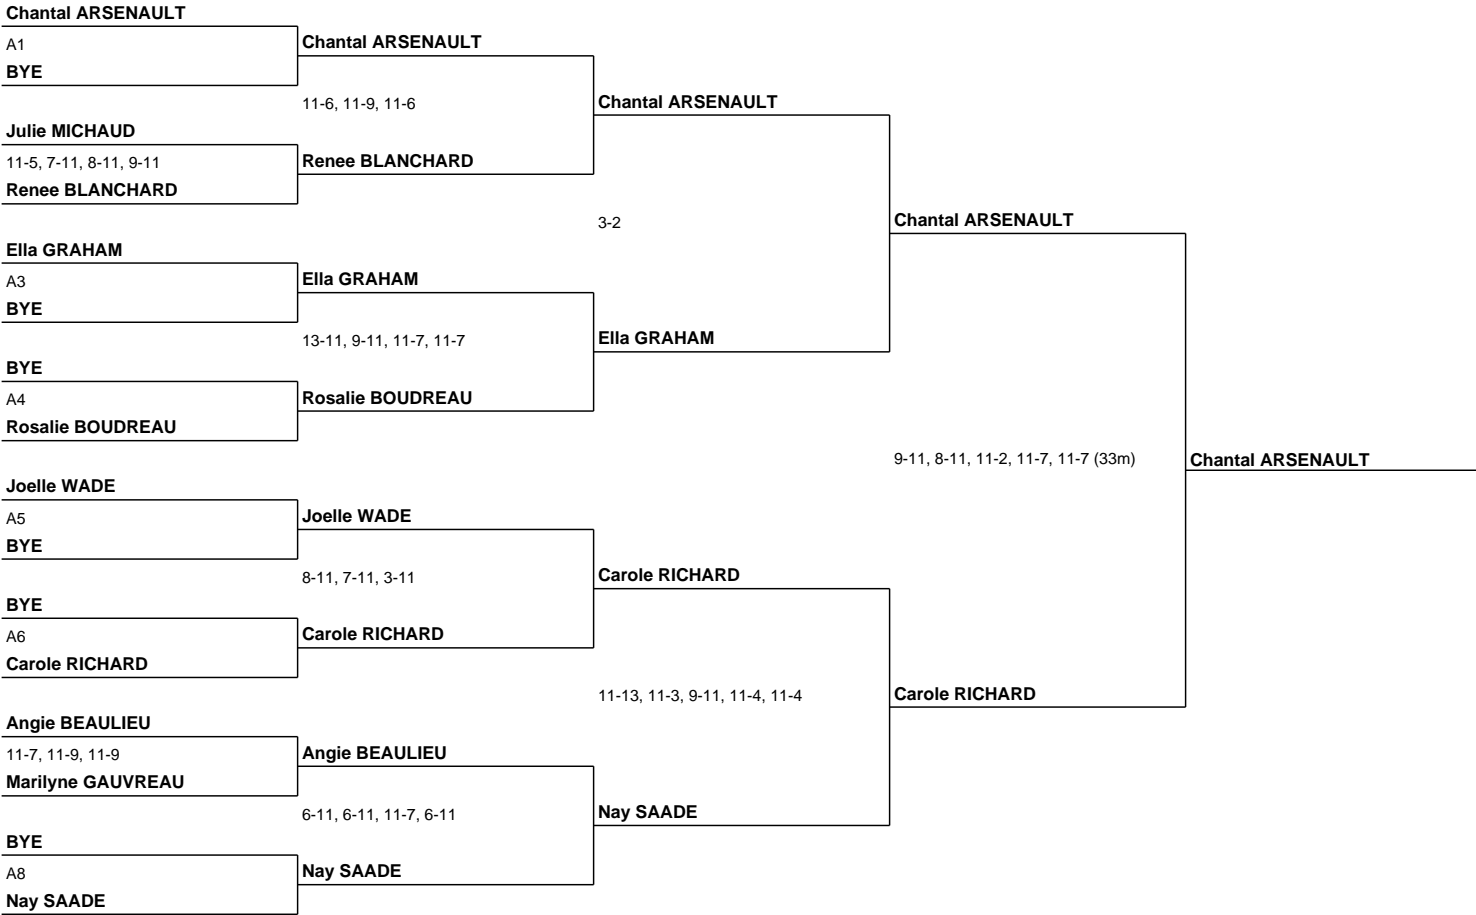 Chantal ARSENAULT
A1
BYE
Julie MICHAUD
11-5, 7-11, 8-11, 9-11
Renee BLANCHARD
Ella GRAHAM
A3
BYE
BYE
A4
Rosalie BOUDREAU
Joelle WADE
A5
BYE
BYE
A6
Carole RICHARD
Angie BEAULIEU
11-7, 11-9, 11-9
Marilyne GAUVREAU
BYE
A8
Nay SAADE
Chantal ARSENAULT
11-6, 11-9, 11-6
Renee BLANCHARD
Ella GRAHAM
13-11, 9-11, 11-7, 11-7
Rosalie BOUDREAU
Joelle WADE
8-11, 7-11, 3-11
Carole RICHARD
Angie BEAULIEU
6-11, 6-11, 11-7, 6-11
Nay SAADE
Chantal ARSENAULT
3-2
Ella GRAHAM
Carole RICHARD
11-13, 11-3, 9-11, 11-4, 11-4
Nay SAADE
Chantal ARSENAULT
9-11, 8-11, 11-2, 11-7, 11-7 (33m)
Carole RICHARD
Chantal ARSENAULT